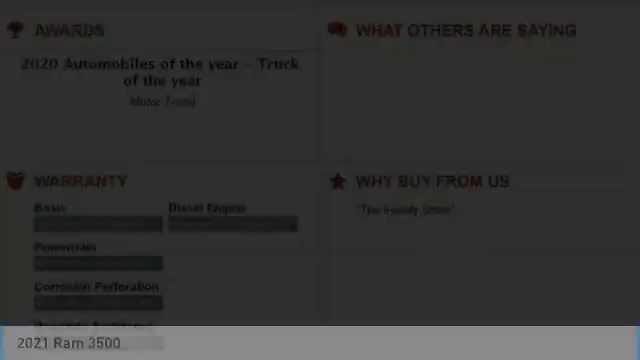 AWARDS
2020 Automobiles of the year - Truck
of the year
Motor Trend
WHAT OTHERS ARE SAYING
WARRANTY
Basic
Diesel Engine
Powertrain
Corrosion Perforation
WHY BUY FROM US
"The Family Store"
2021 Ram 3500